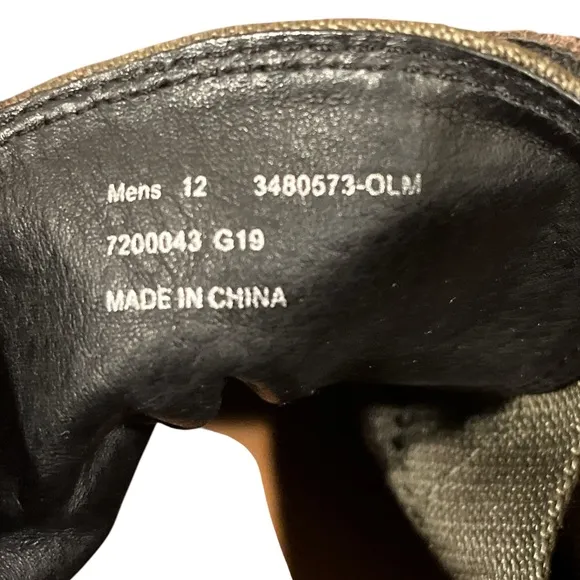 Mens 12 3480573-OLM
7200043 G19
MADE IN CHINA